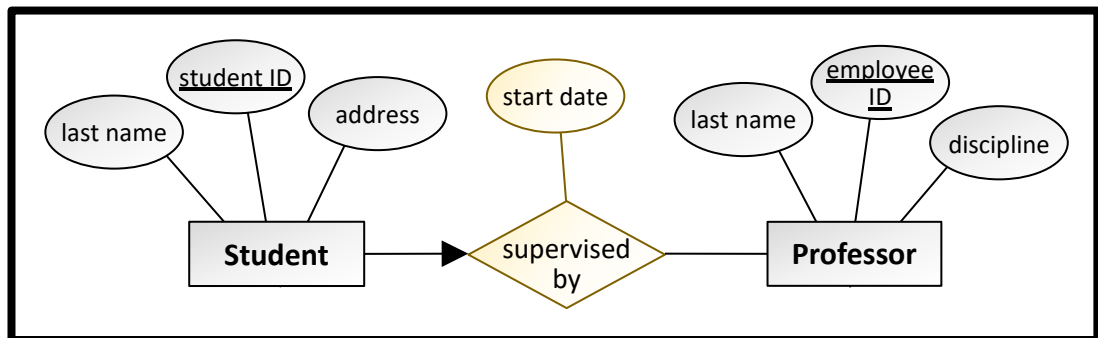 last name
student ID
address
start date
last name
employee
ID
discipline
Student
supervised
by
Professor